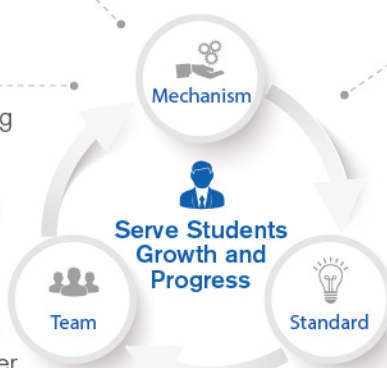 Mechanism
Serve Students
Growth and
Progress
Team
Standard